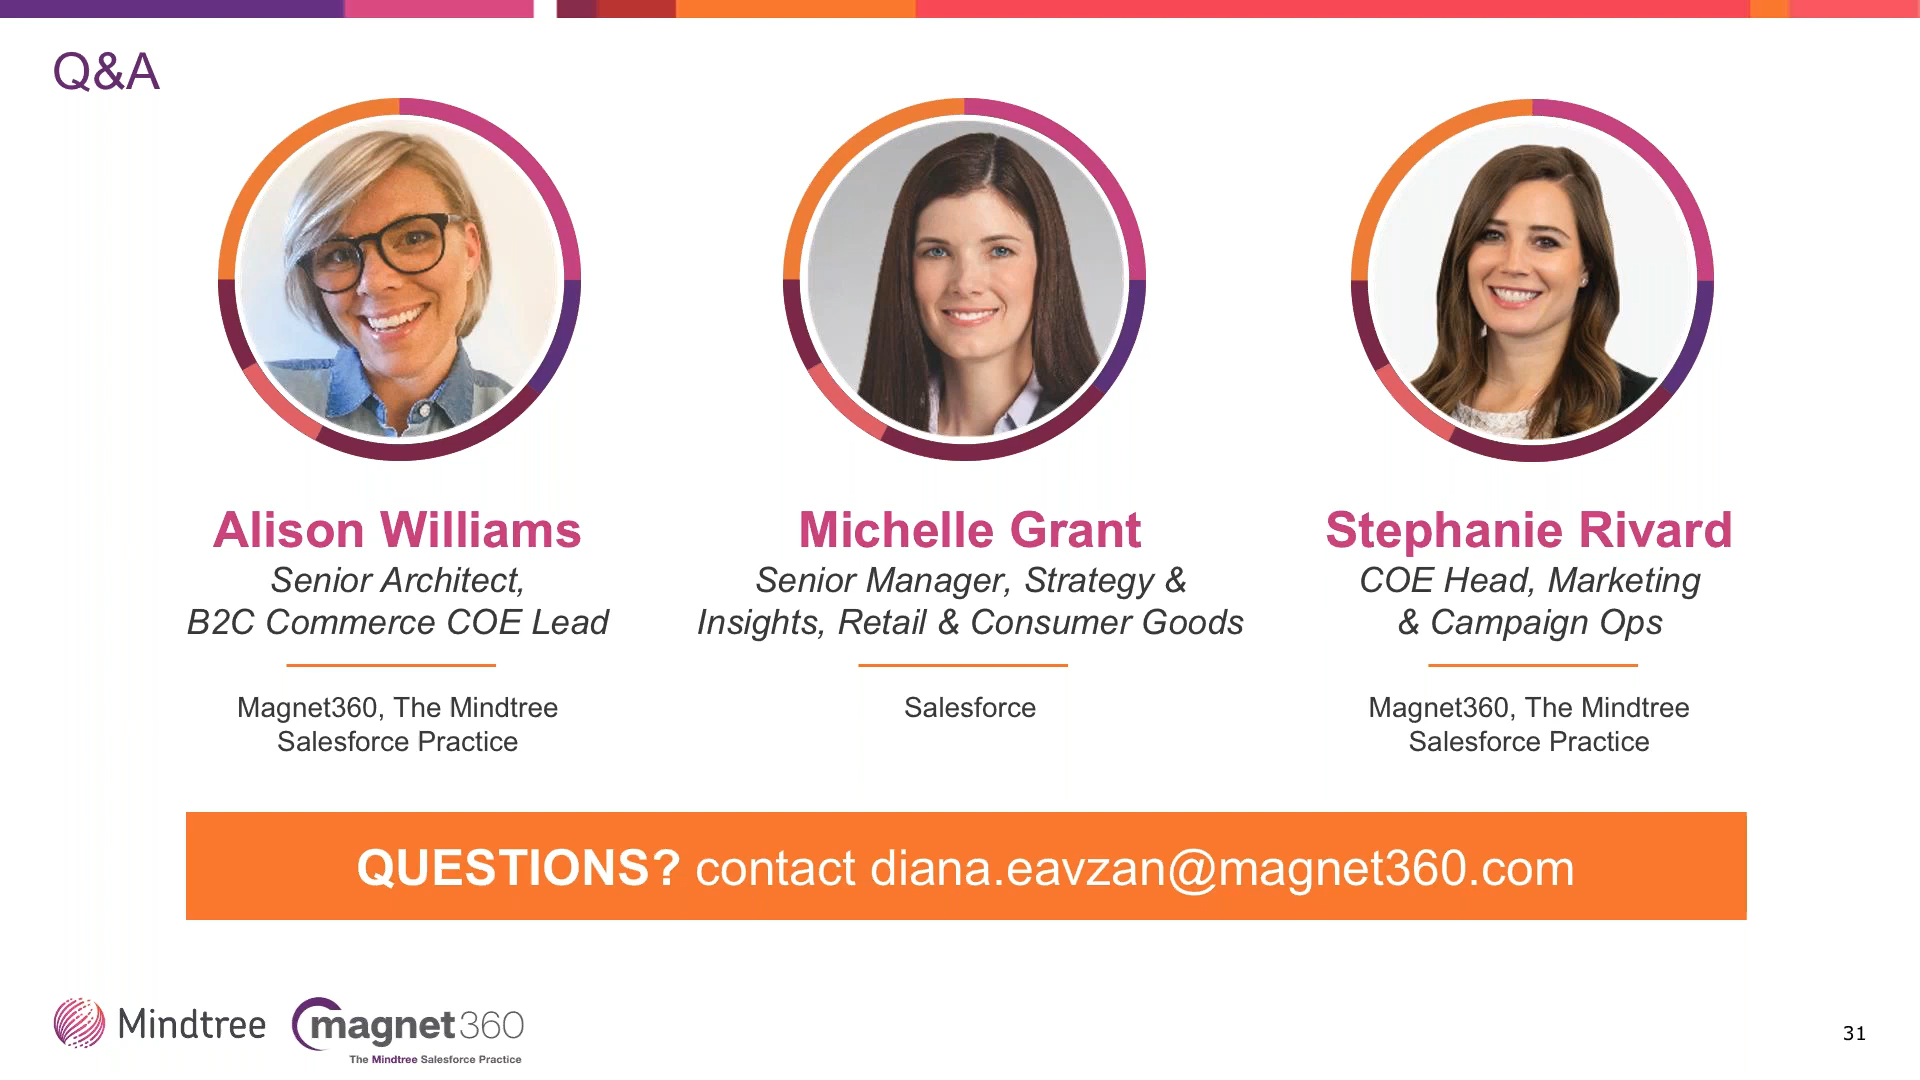 Q&A
Alison Williams
Senior Architect,
B2C Commerce COE Lead
Magnet360, The Mindtree
Salesforce Practice
Michelle Grant
Senior Manager, Strategy &
Insights, Retail & Consumer Goods
Salesforce
Stephanie Rivard
COE Head, Marketing
& Campaign Ops
Magnet360, The Mindtree
Salesforce Practice
QUESTIONS? contact diana.eavzan@magnet360.com
Mindtree
magnet360
The Mindtree Salesforce Practice
31